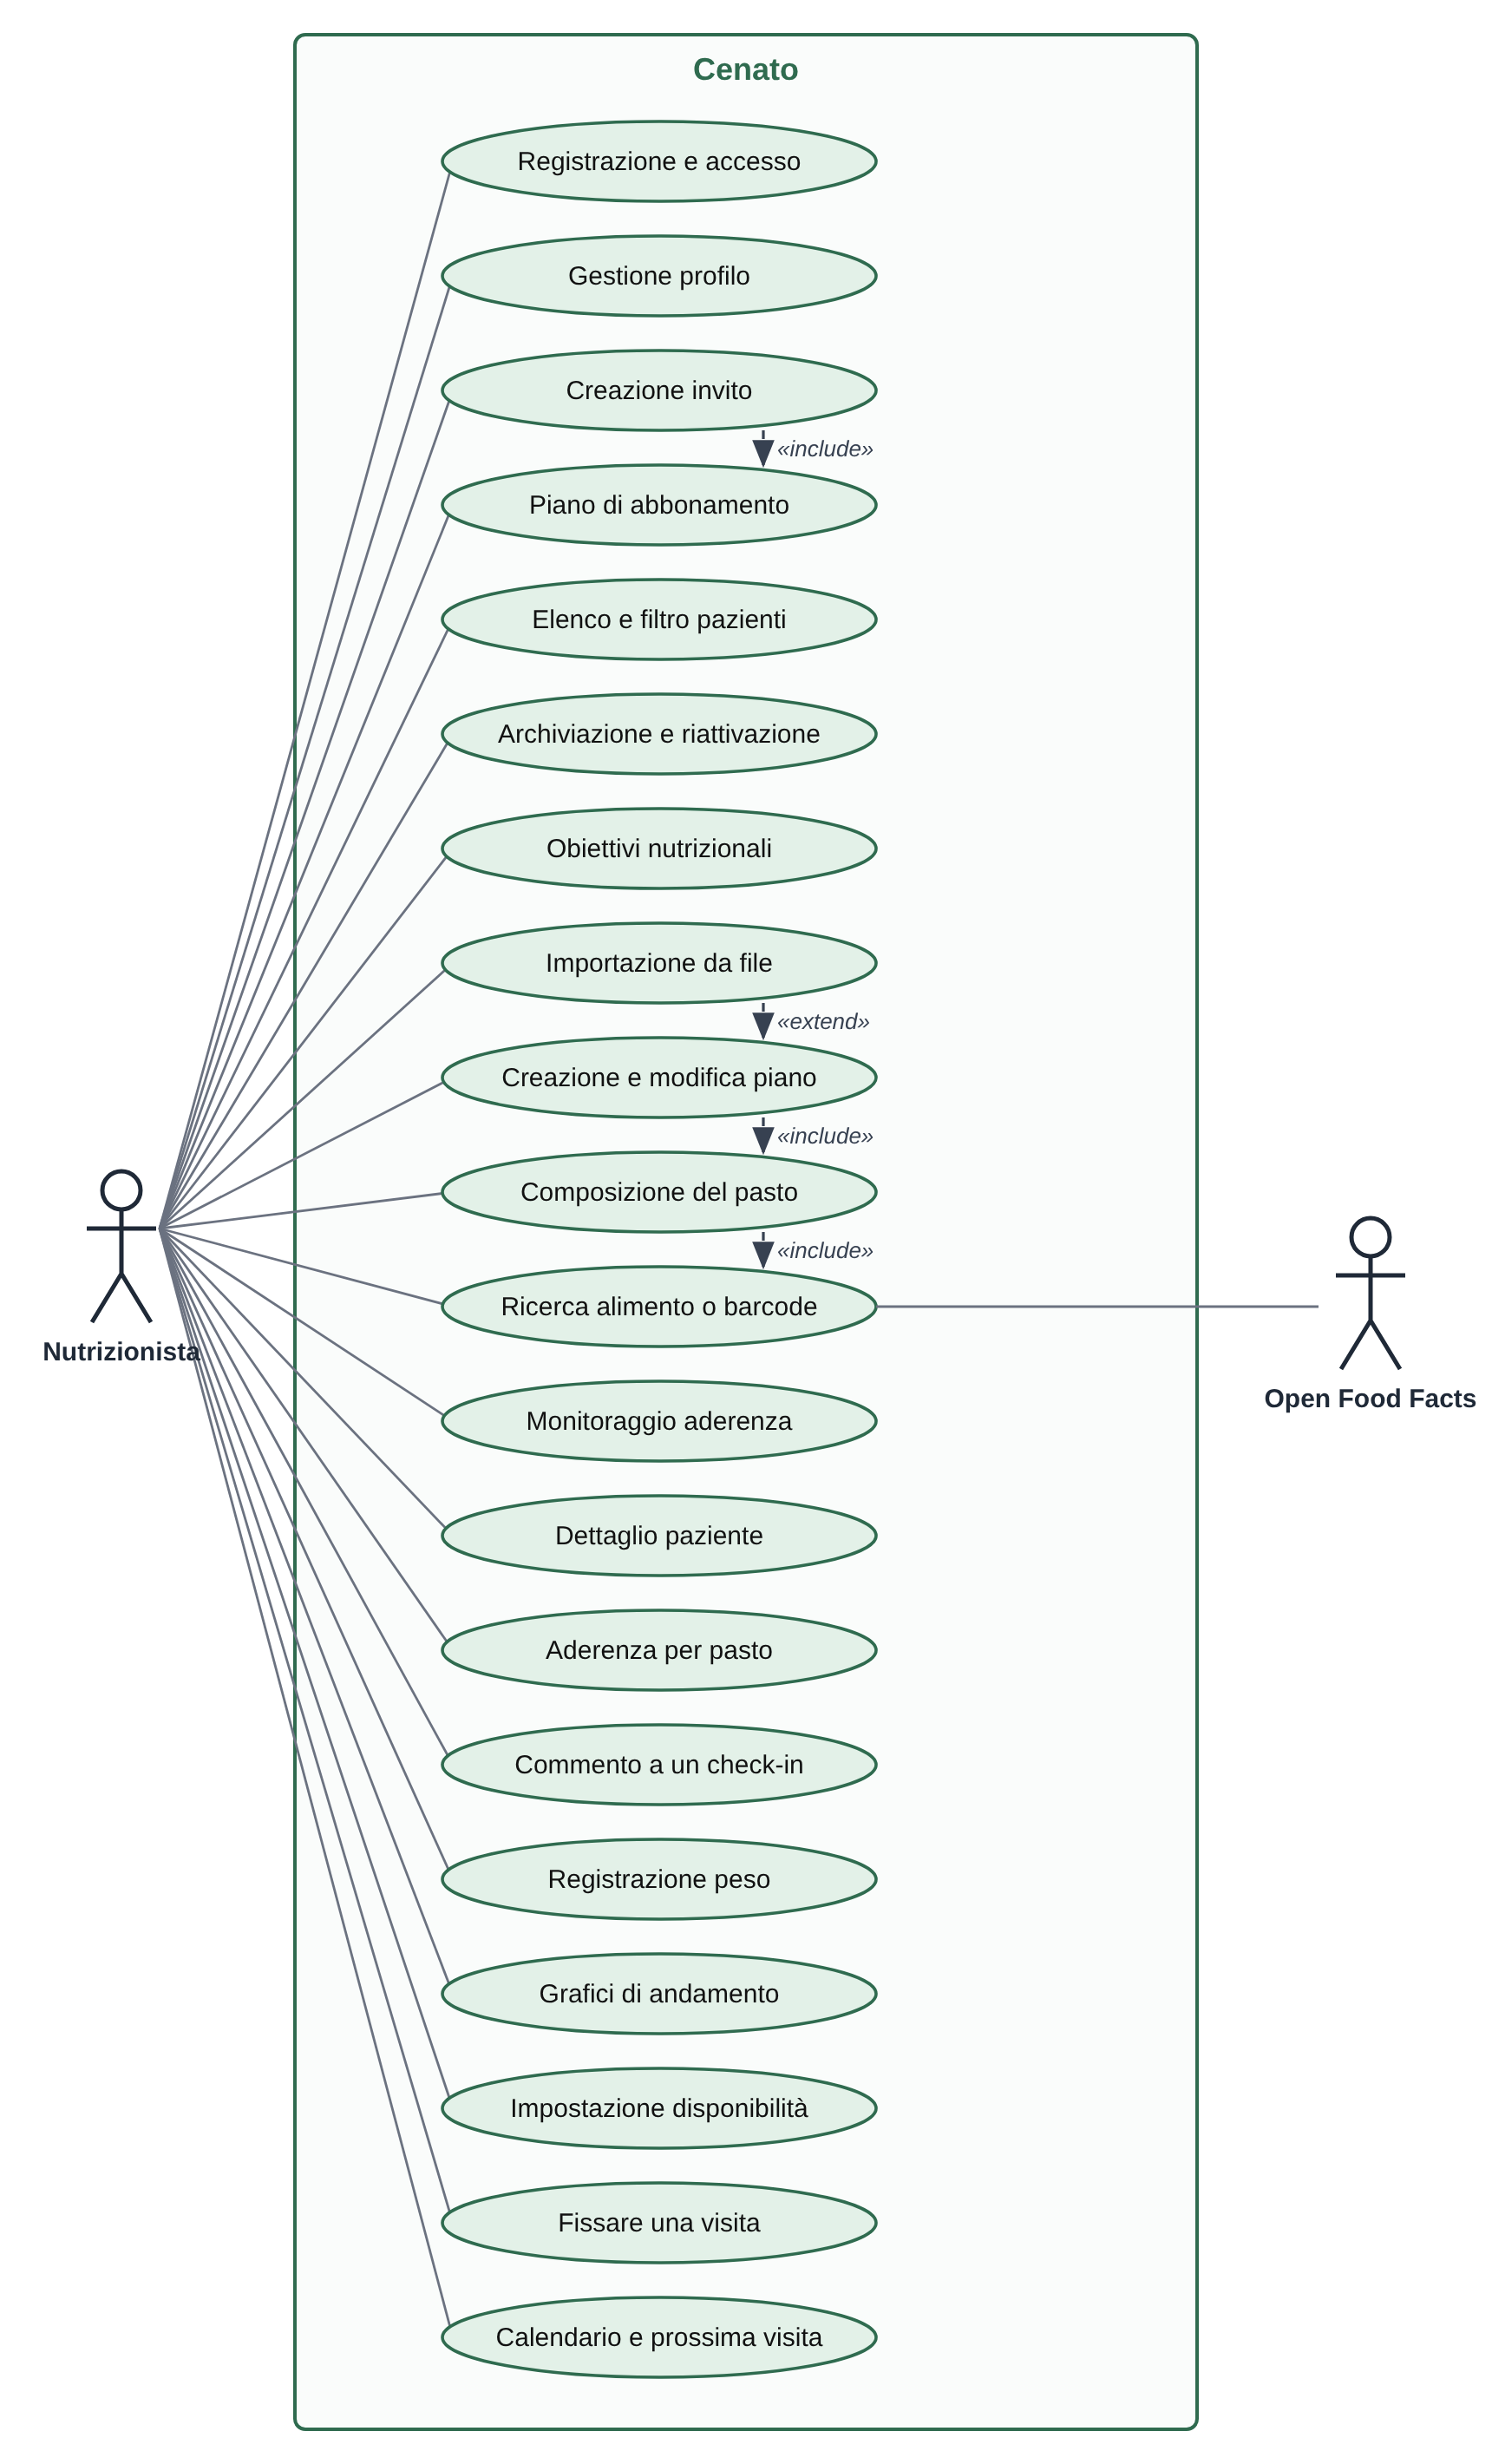 Cenato
Registrazione e accesso
Gestione profilo
Creazione invito
«include»
Piano di abbonamento
Elenco e filtro pazienti
Archiviazione e riattivazione
Obiettivi nutrizionali
Importazione da file
«extend»
Creazione e modifica piano
«include»
Composizione del pasto
«include»
Ricerca alimento o barcode
Nutrizionista
Open Food Facts
Monitoraggio aderenza
Dettaglio paziente
Aderenza per pasto
Commento a un check-in
Registrazione peso
Grafici di andamento
Impostazione disponibilità
Fissare una visita
Calendario e prossima visita